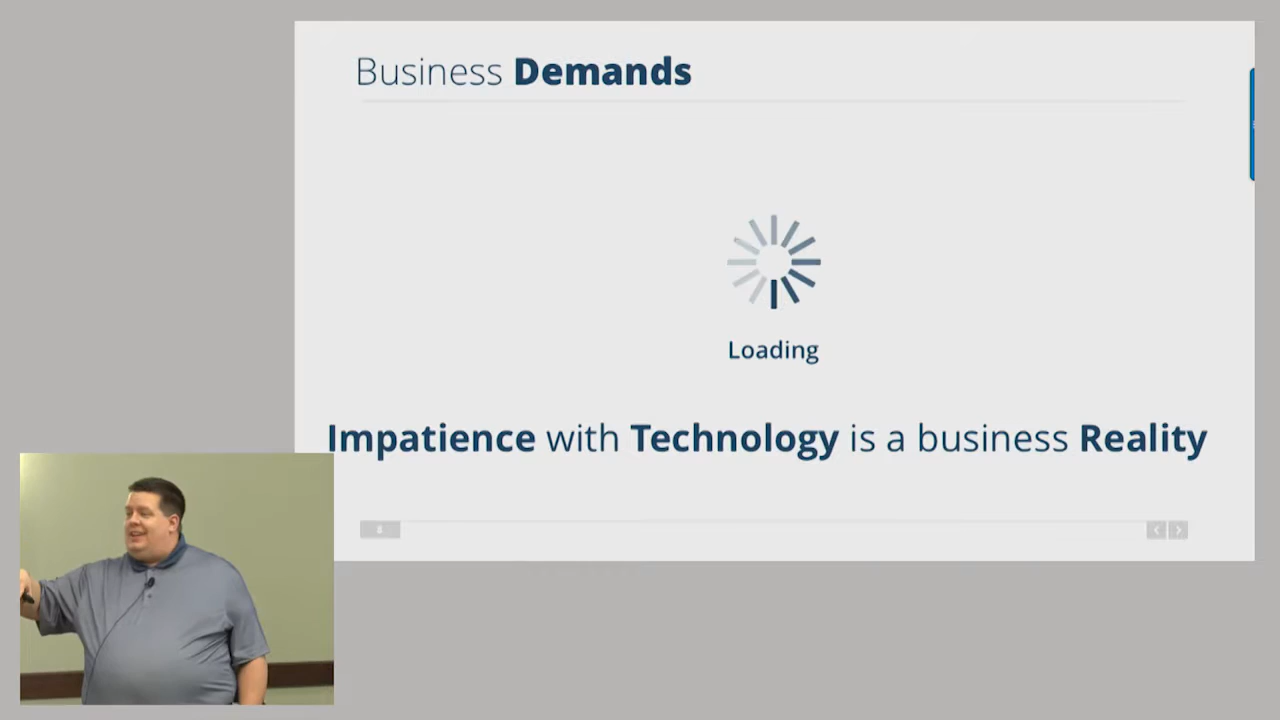 Business Demands
Loading
Impatience with Technology is a business Reality